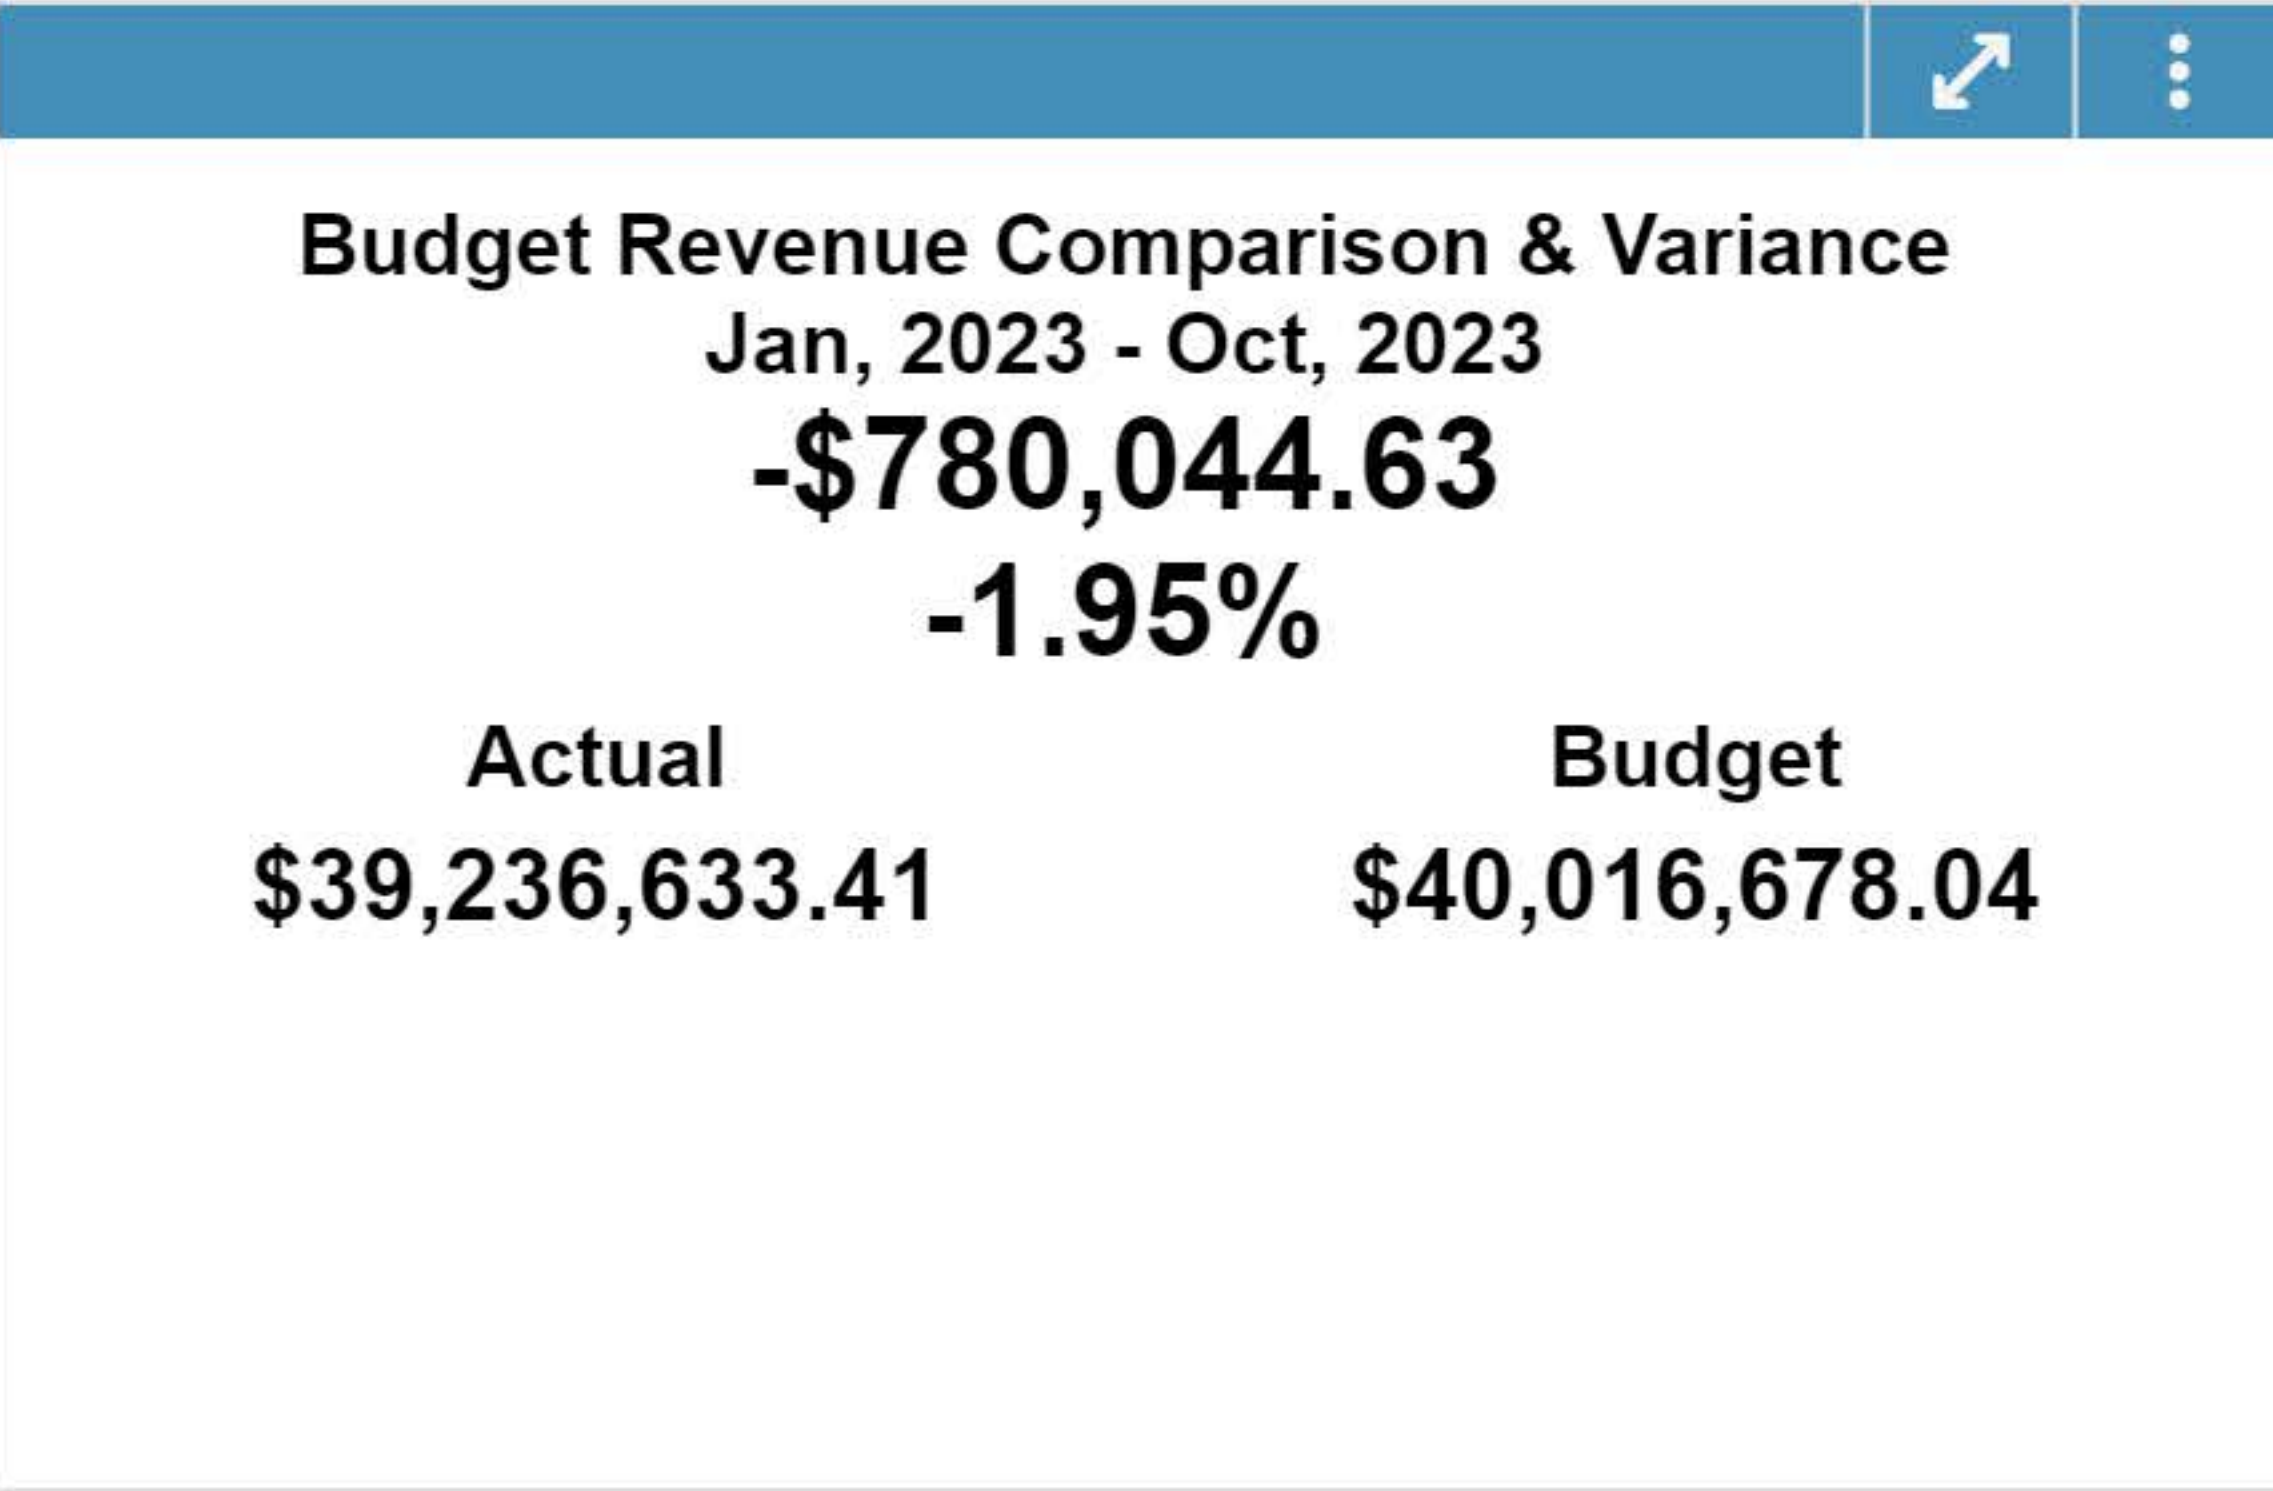 Budget Revenue Comparison & Variance
Jan, 2023 - Oct, 2023
-$780,044.63
-1.95%
Actual Budget
$39,236,633.41 $40,016,678.04